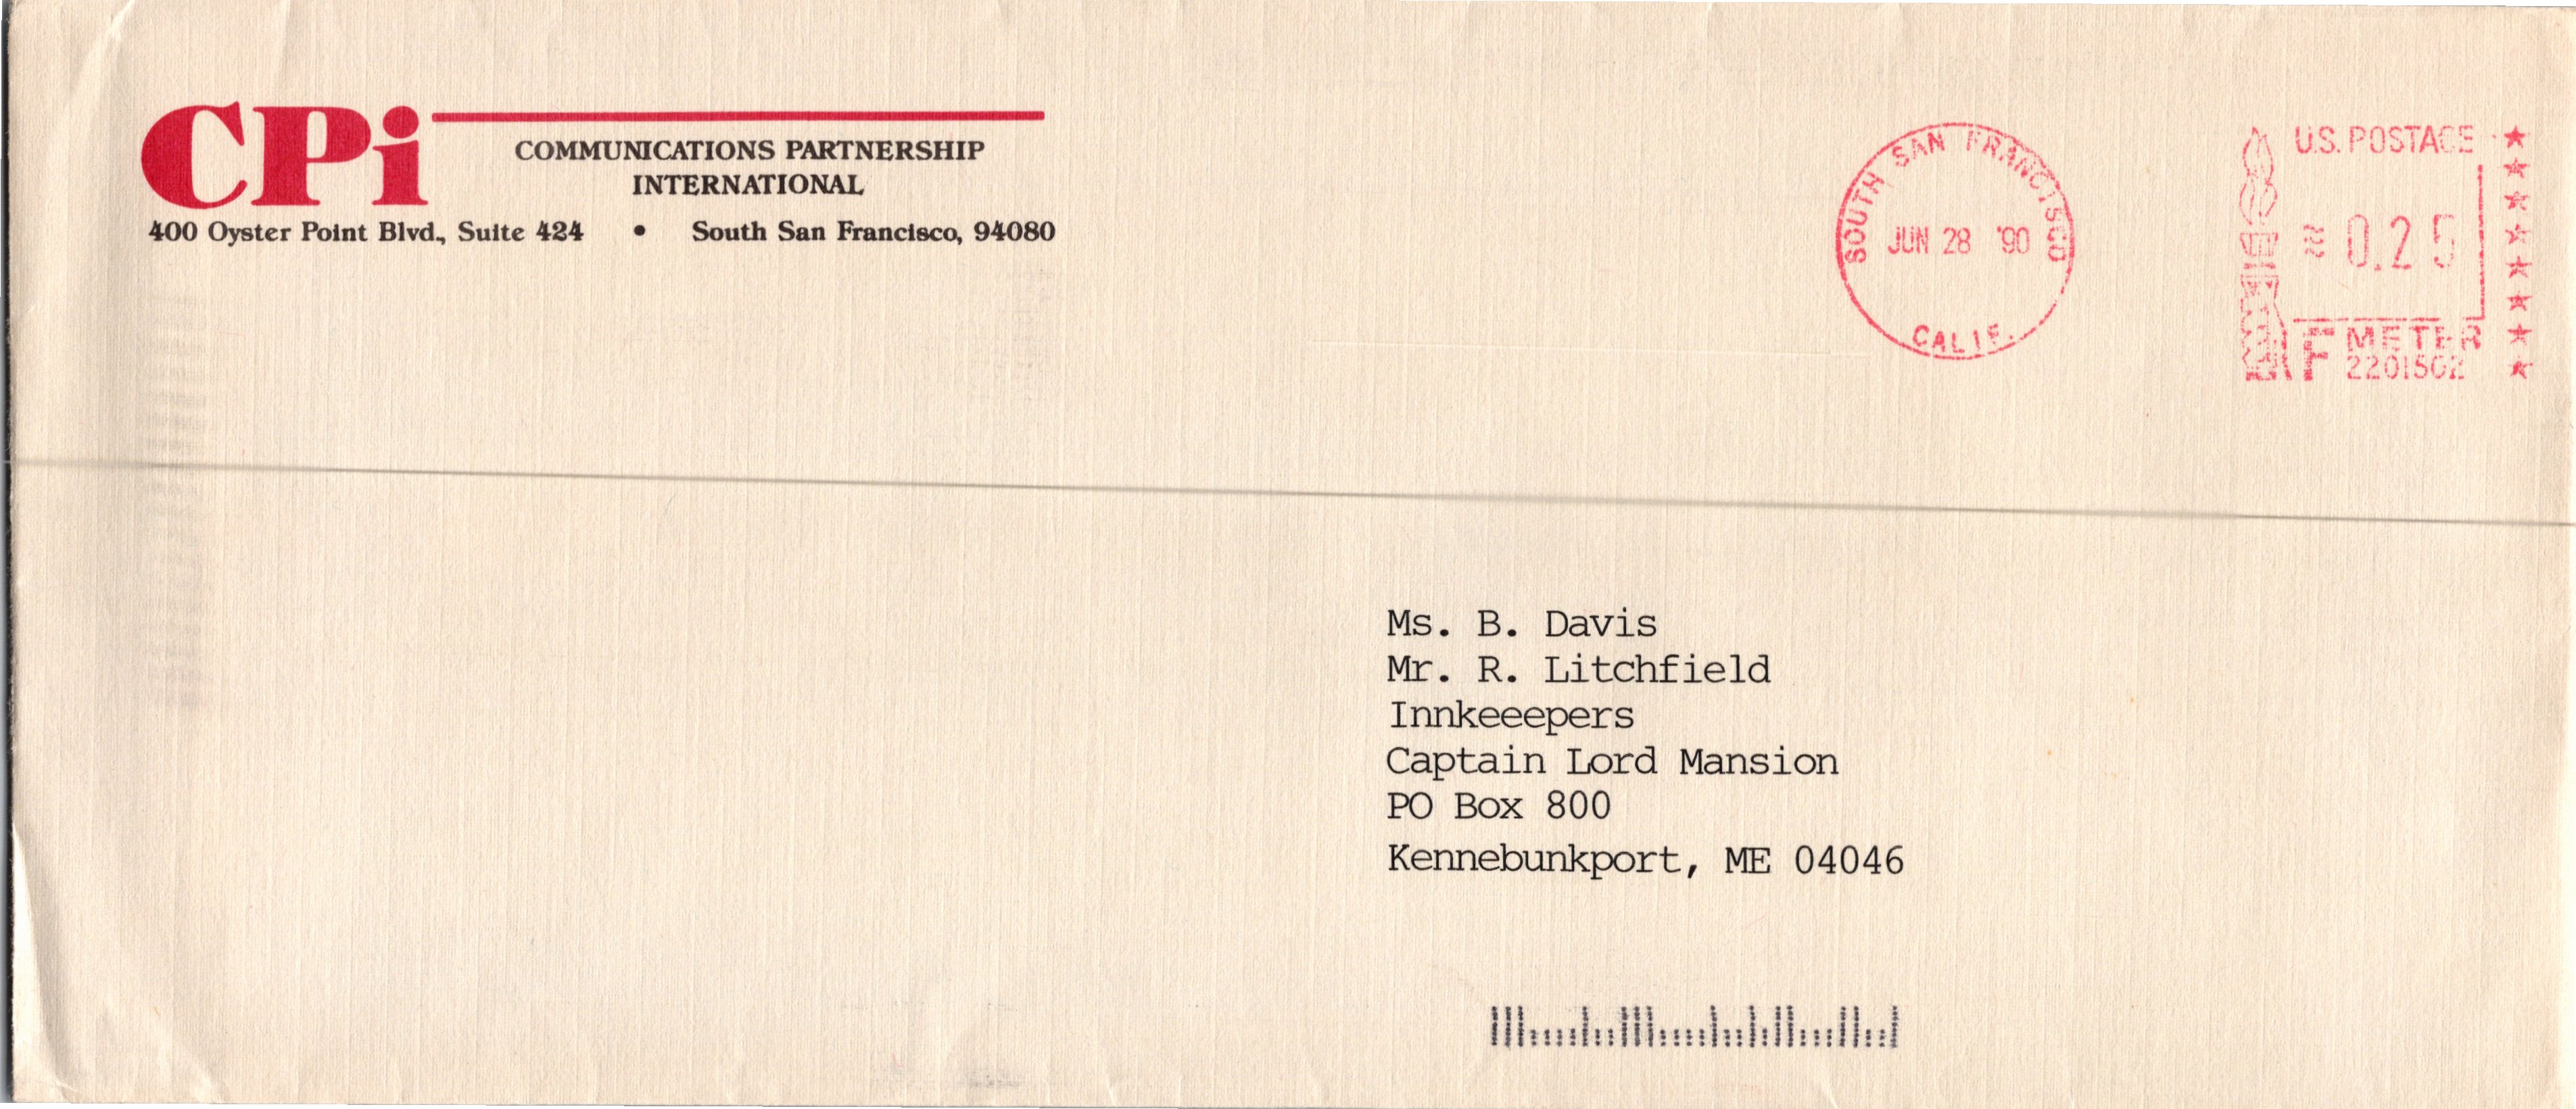 CPi
COMMUNICATIONS PARTNERSHIP
INTERNATIONAL
400 Oyster Point Blvd., Suite 424 • South San Francisco, 94080
SOUTH SAN FRANCISCO
JUN 28 '90
CALIF.
U.S. POSTAGE
0.25
F METER
2201502
Ms. B. Davis
Mr. R. Litchfield
Innkeeepers
Captain Lord Mansion
PO Box 800
Kennebunkport, ME 04046